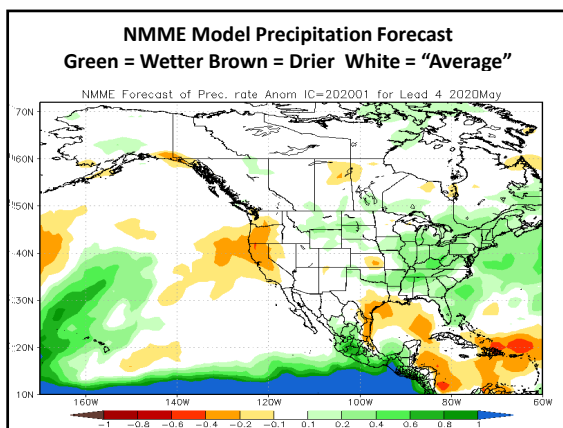 NMME Model Precipitation Forecast
Green = Wetter Brown = Drier White = “Average”
NMME Forecast of Prec. rate Anom IC=202001 for Lead 4 2020May
70N
60N
50N
40N
30N
20N
10N
160W 140W 120W 100W 80W 60W
-1 -0.8 -0.6 -0.4 -0.2 -0.1 0.1 0.2 0.4 0.6 0.8 1